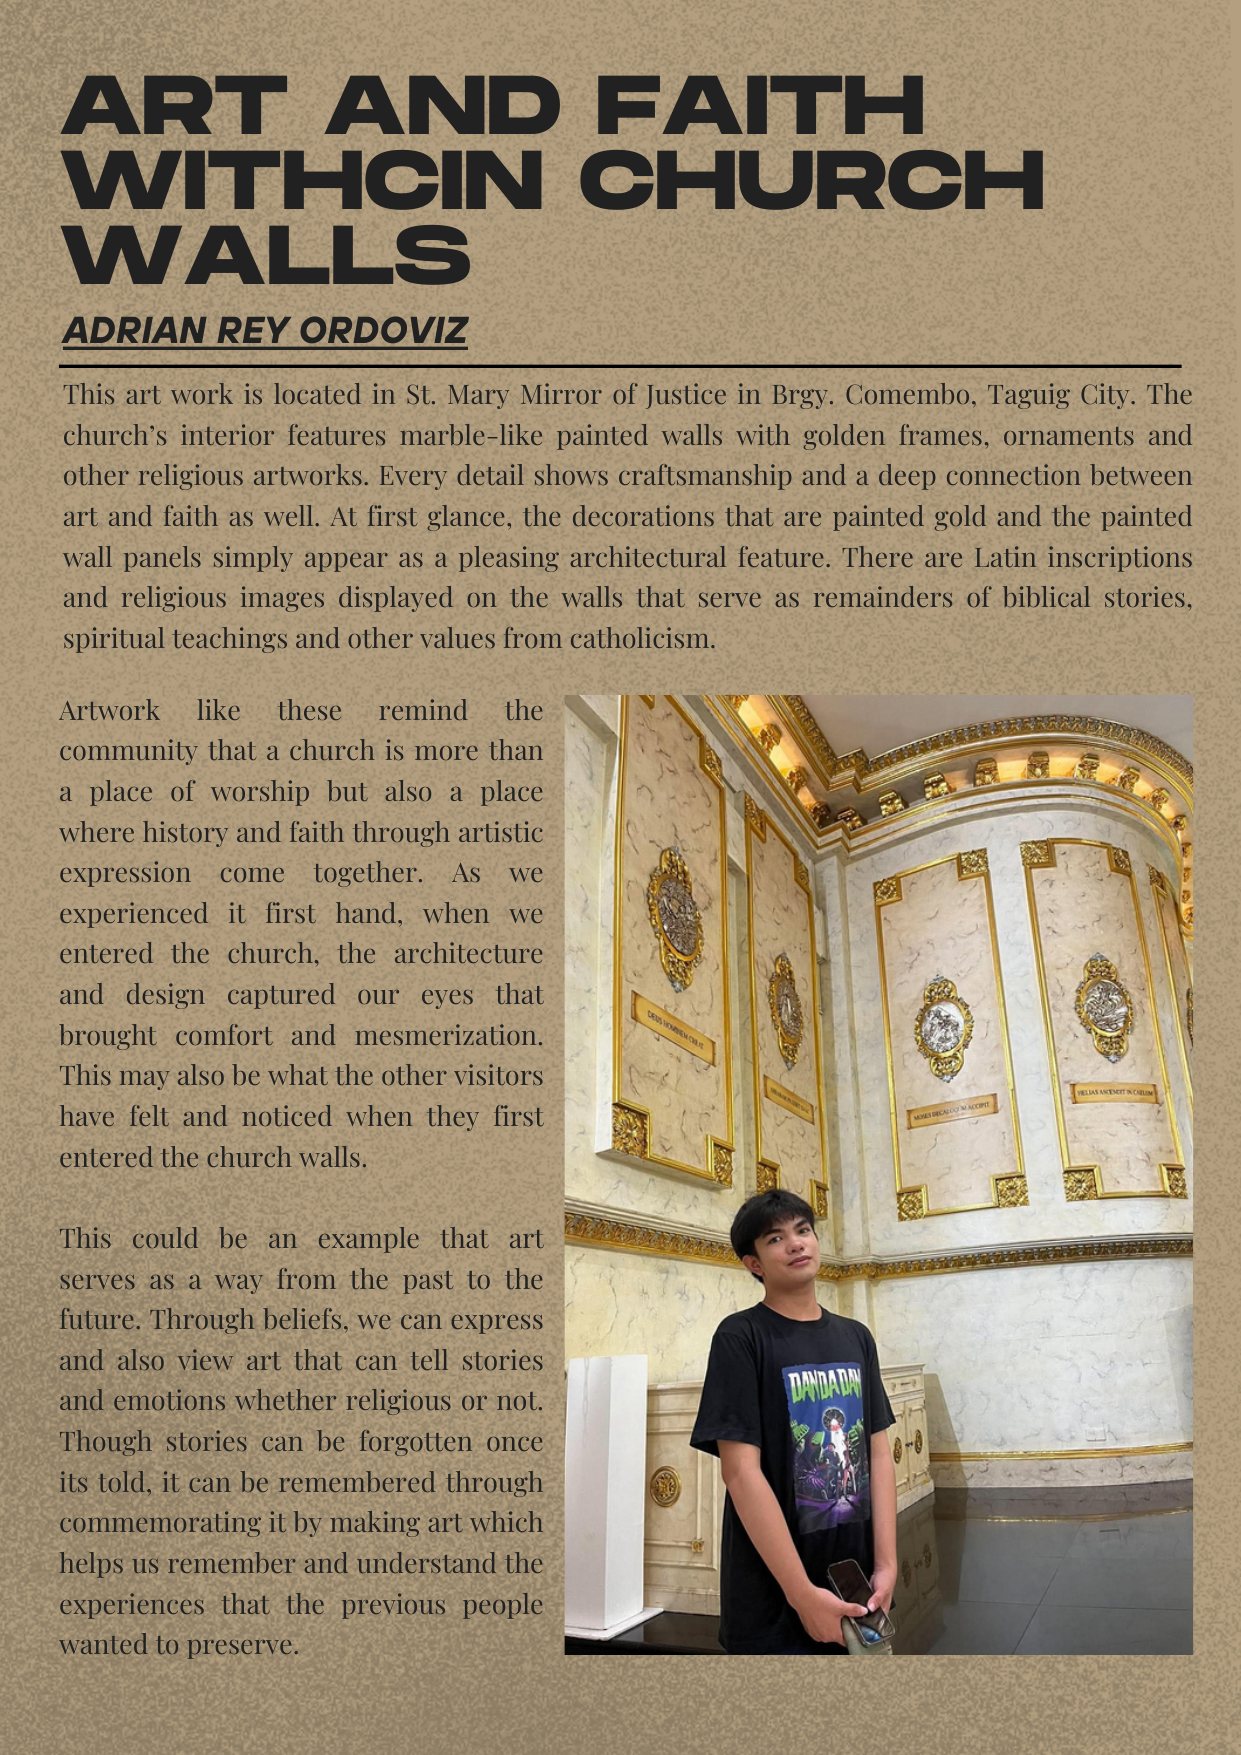 ART AND FAITH
WITHCIN CHURCH
WALLS
ADRIAN REY ORDOVIZ
This art work is located in St. Mary Mirror of Justice in Brgy. Comembo, Taguig City. The
church’s interior features marble-like painted walls with golden frames, ornaments and
other religious artworks. Every detail shows craftsmanship and a deep connection between
art and faith as well. At first glance, the decorations that are painted gold and the painted
wall panels simply appear as a pleasing architectural feature. There are Latin inscriptions
and religious images displayed on the walls that serve as remainders of biblical stories,
spiritual teachings and other values from catholicism.
Artwork like these remind the
community that a church is more than
a place of worship but also a place
where history and faith through artistic
expression come together. As we
experienced it first hand, when we
entered the church, the architecture
and design captured our eyes that
brought comfort and mesmerization.
This may also be what the other visitors
have felt and noticed when they first
entered the church walls.
This could be an example that art
serves as a way from the past to the
future. Through beliefs, we can express
and also view art that can tell stories
and emotions whether religious or not.
Though stories can be forgotten once
its told, it can be remembered through
commemorating it by making art which
helps us remember and understand the
experiences that the previous people
wanted to preserve.
DEUS HOMINEM CREAT
MOSES DECALOGUM ACCIPIT
HELIAS ASCENDIT IN CAELUM
DANDADAN